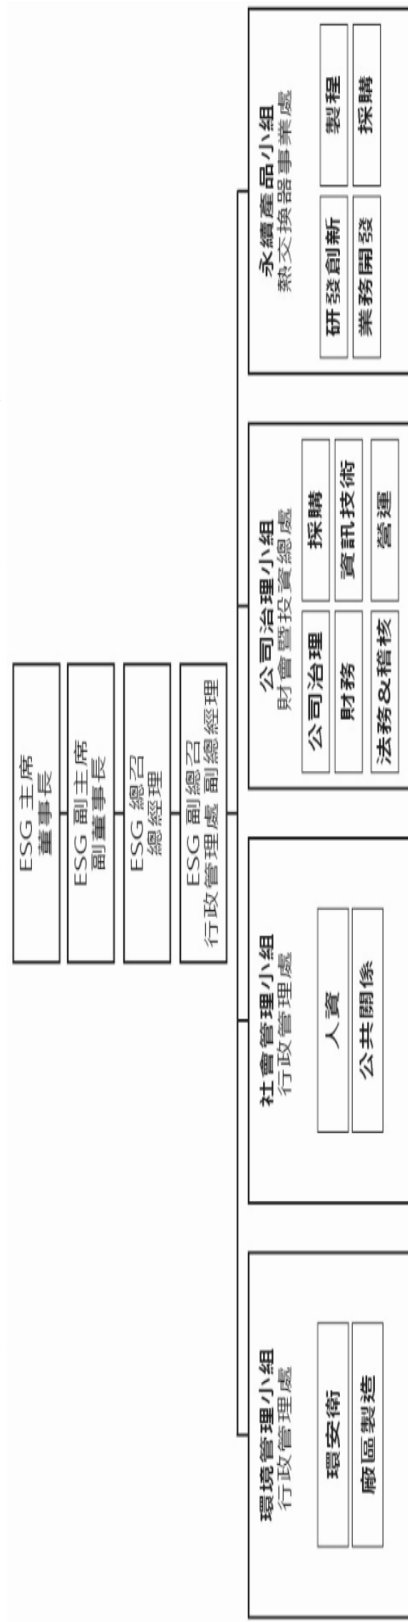 ESG 主席
董事長
ESG 副主席
副董事長
ESG 總召
總經理
ESG 副總召
行政管理處 副總經理
環境管理小組
行政管理處
環安衛
廠區製造
社會管理小組
行政管理處
人資
公共關係
公司治理小組
財會暨投資總處
公司治理
採購
財務
資訊技術
法務&稽核
營運
永續產品小組
熱交換器事業處
研發創新
製程
業務開發
採購